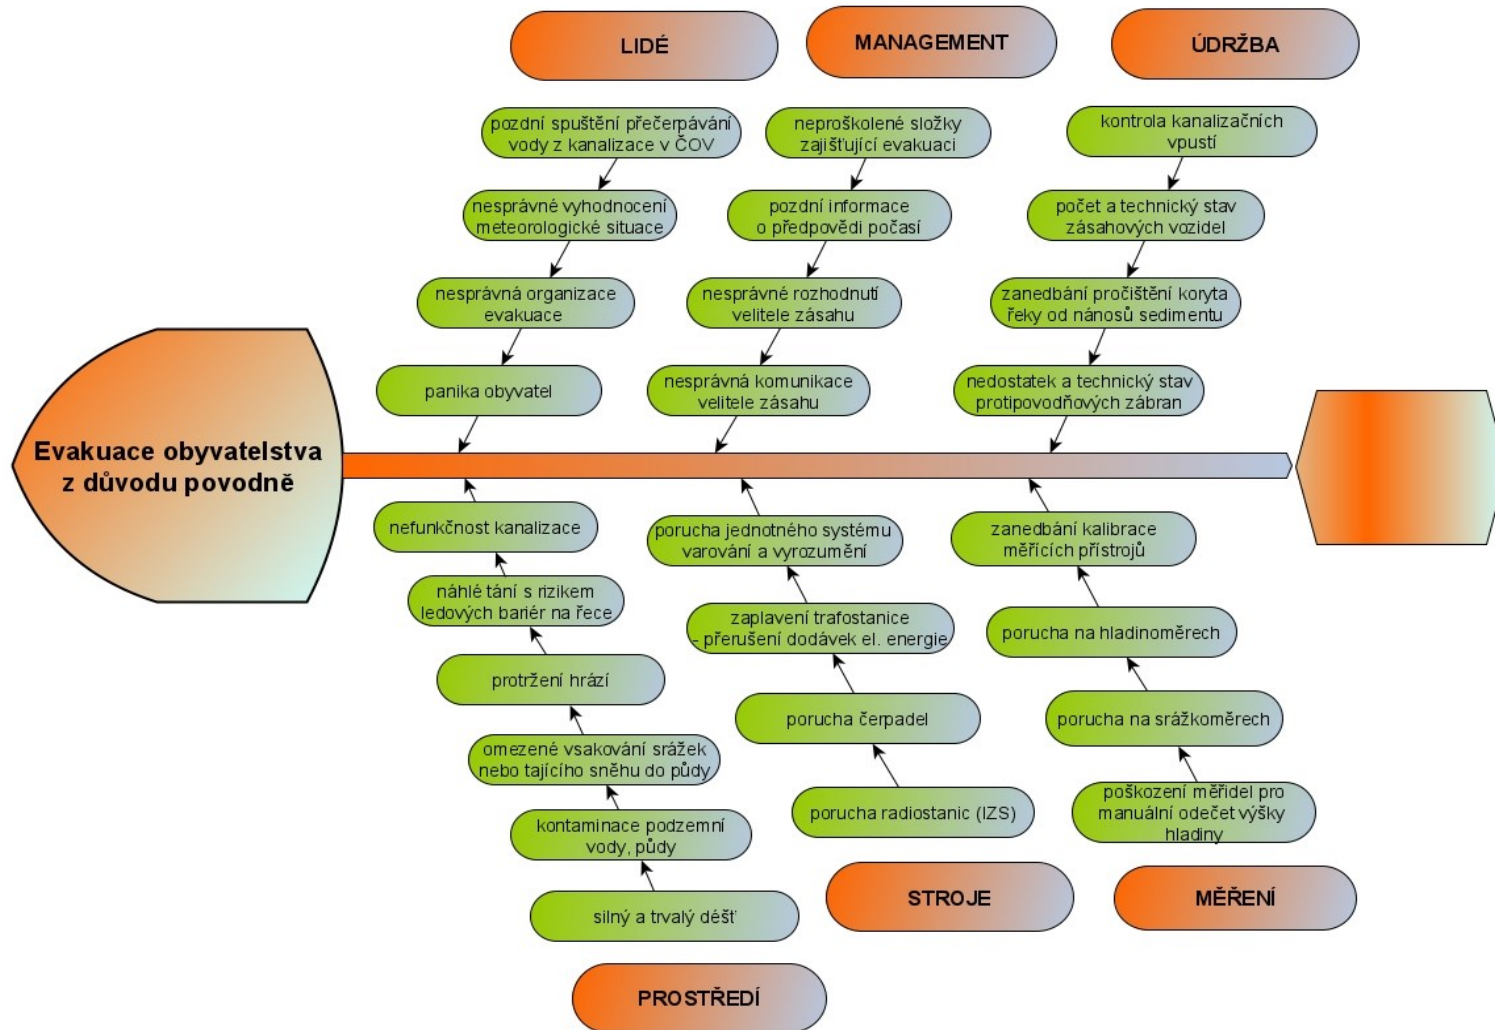 LIDÉ
MANAGEMENT
ÚDRŽBA
pozdní spuštění přečerpávání
vody z kanalizace v ČOV
nesprávné vyhodnocení
meteorologické situace
nesprávná organizace
evakuace
panika obyvatel
neproškolené složky
zajišťující evakuaci
pozdní informace
o předpovědi počasí
nesprávné rozhodnutí
velitele zásahu
nesprávná komunikace
velitele zásahu
kontrola kanalizačních
vpustí
počet a technický stav
zásahových vozidel
zanedbání pročištění koryta
řeky od nánosů sedimentu
nedostatek a technický stav
protipovodňových zábran
Evakuace obyvatelstva
z důvodu povodně
nefunkčnost kanalizace
náhlé tání s rizikem
ledových bariér na řece
protržení hrází
omezené vsakování srážek
nebo tajícího sněhu do půdy
kontaminace podzemní
vody, půdy
silný a trvalý déšť
porucha jednotného systému
varování a vyrozumění
zaplavení trafostanice
- přerušení dodávek el. energie
porucha čerpadel
porucha radiostanic (IZS)
zanedbání kalibrace
měřících přístrojů
porucha na hladinoměrech
porucha na srážkoměrech
poškození měřidel pro
manuální odečet výšky
hladiny
STROJE
MĚŘENÍ
PROSTŘEDÍ